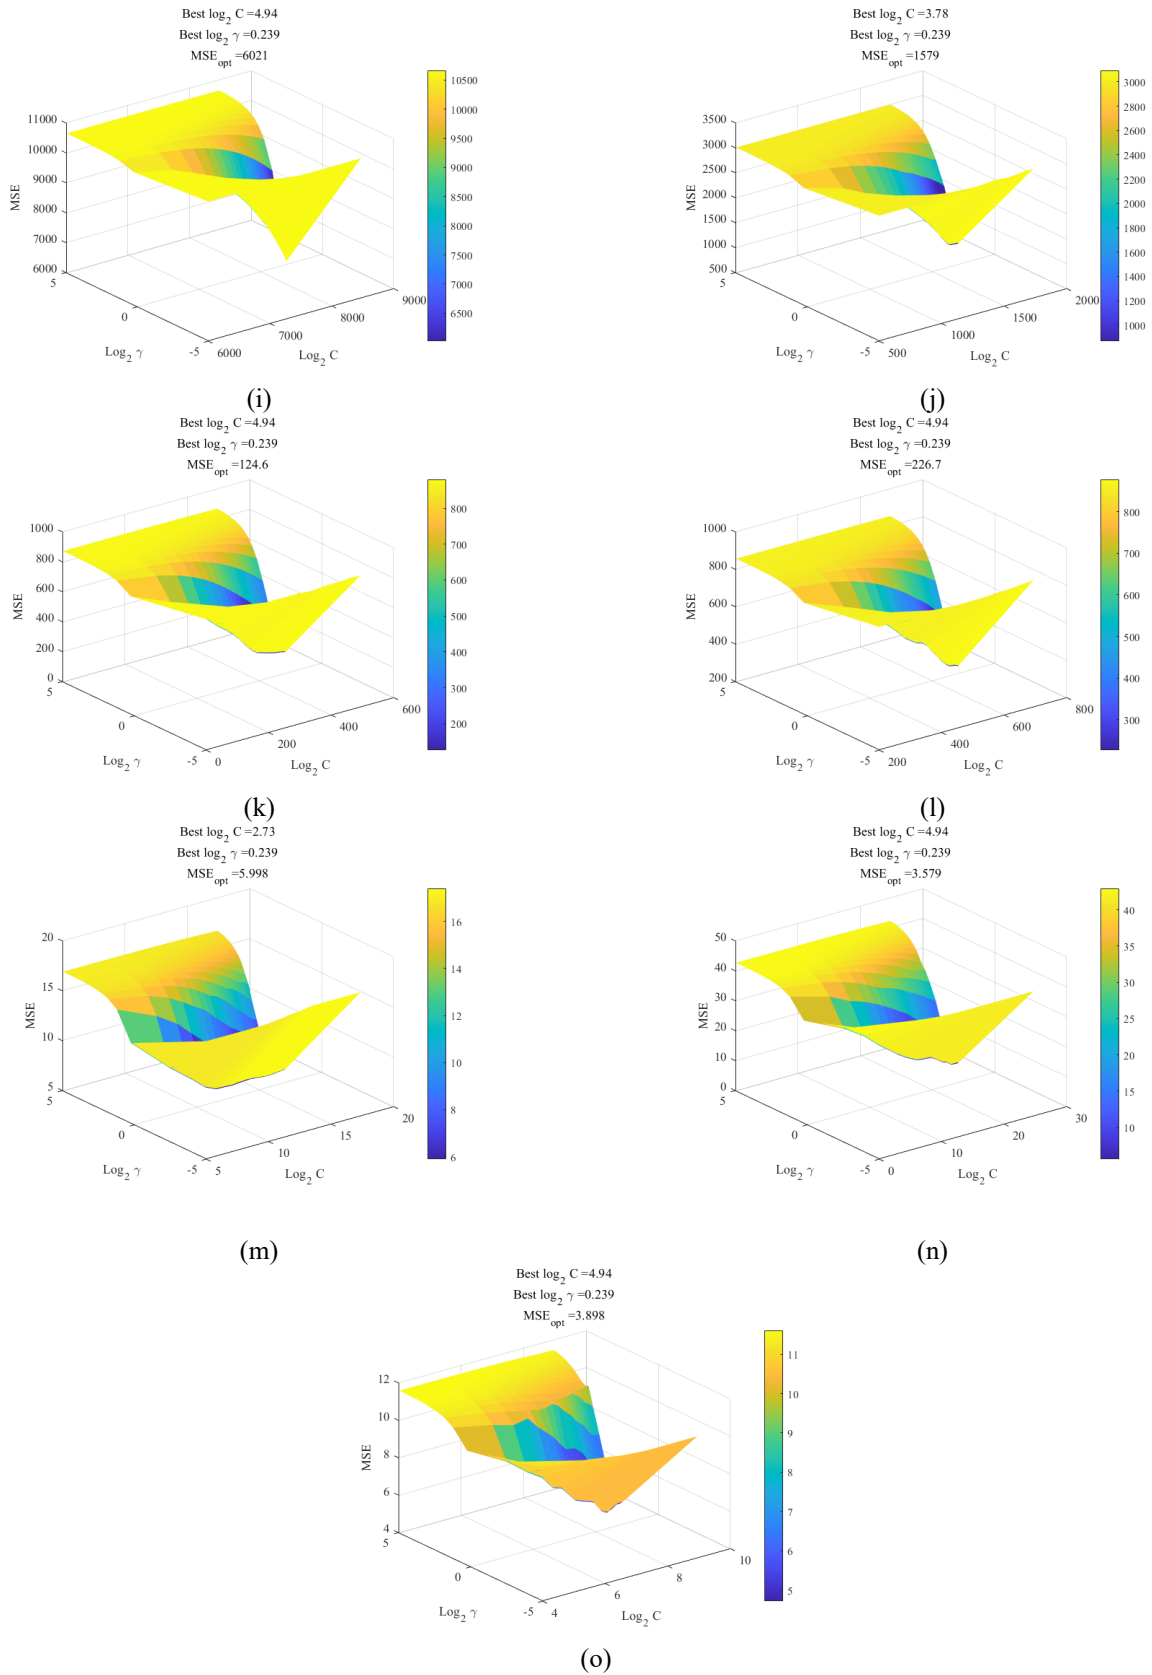 Best log2 C =4.94
Best log2 γ =0.239
MSEopt =6021
11000
10000
9000
8000
7000
6000
MSE
5
0
-5
Log2 γ
6000
7000
8000
9000
Log2 C
10500
10000
9500
9000
8500
8000
7500
7000
6500
(i)
Best log2 C =3.78
Best log2 γ =0.239
MSEopt =1579
3500
3000
2500
2000
1500
1000
500
MSE
5
0
-5
Log2 γ
500
1000
1500
2000
Log2 C
3000
2800
2600
2400
2200
2000
1800
1600
1400
1200
1000
(j)
Best log2 C =4.94
Best log2 γ =0.239
MSEopt =124.6
1000
800
600
400
200
0
MSE
5
0
-5
Log2 γ
0
200
400
600
Log2 C
800
700
600
500
400
300
200
(k)
Best log2 C =4.94
Best log2 γ =0.239
MSEopt =226.7
1000
800
600
400
200
MSE
5
0
-5
Log2 γ
200
400
600
800
Log2 C
800
700
600
500
400
300
(l)
Best log2 C =2.73
Best log2 γ =0.239
MSEopt =5.998
20
15
10
5
MSE
5
0
-5
Log2 γ
5
10
15
20
Log2 C
16
14
12
10
8
6
(m)
Best log2 C =4.94
Best log2 γ =0.239
MSEopt =3.579
50
40
30
20
10
0
MSE
5
0
-5
Log2 γ
0
10
20
30
Log2 C
40
35
30
25
20
15
10
(n)
Best log2 C =4.94
Best log2 γ =0.239
MSEopt =3.898
12
10
8
6
4
MSE
5
0
-5
Log2 γ
4
6
8
10
Log2 C
11
10
9
8
7
6
5
(o)